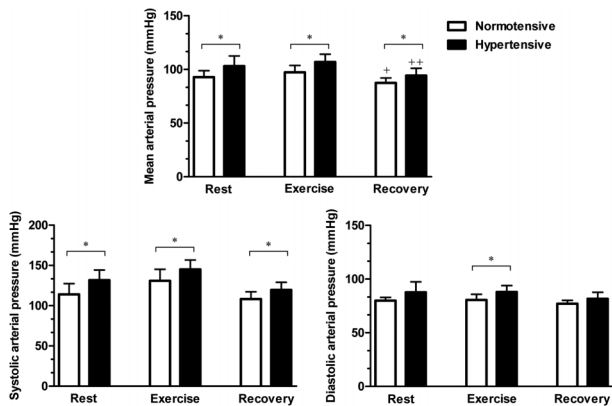 Mean arterial pressure (mmHg)
150
100
50
0
*
*
*
+
++
Rest
Exercise
Recovery
Normotensive
Hypertensive
Systolic arterial pressure (mmHg)
200
150
100
50
0
*
*
*
Rest
Exercise
Recovery
Diastolic arterial pressure (mmHg)
150
100
50
0
*
Rest
Exercise
Recovery